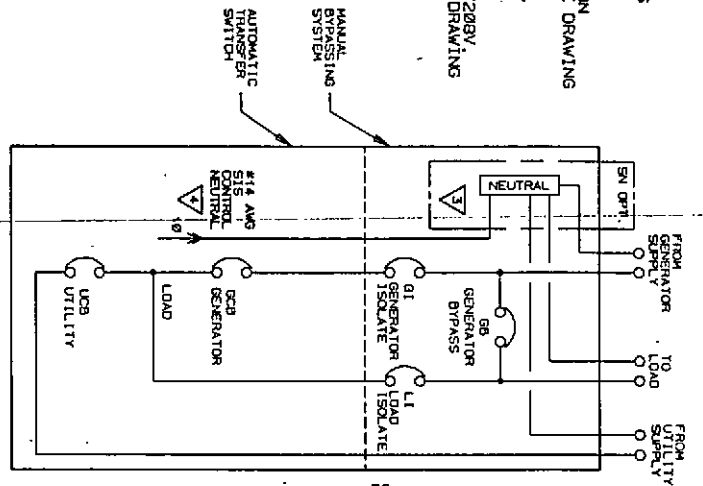 FROM
GENERATOR
SUPPLY
TO
LOAD
FROM
UTILITY
SUPPLY
SN OPT.
NEUTRAL
3
GB
GENERATOR
BYPASS
GI
GENERATOR
ISOLATE
LI
LOAD
ISOLATE
MANUAL
BYPASSING
SYSTEM
AUTOMATIC
TRANSFER
SWITCH
#14 AWG
SIS
CONTROL
NEUTRAL
4
10
GCB
GENERATOR
LOAD
UCB
UTILITY
DRAWING
208V.
DRAWING